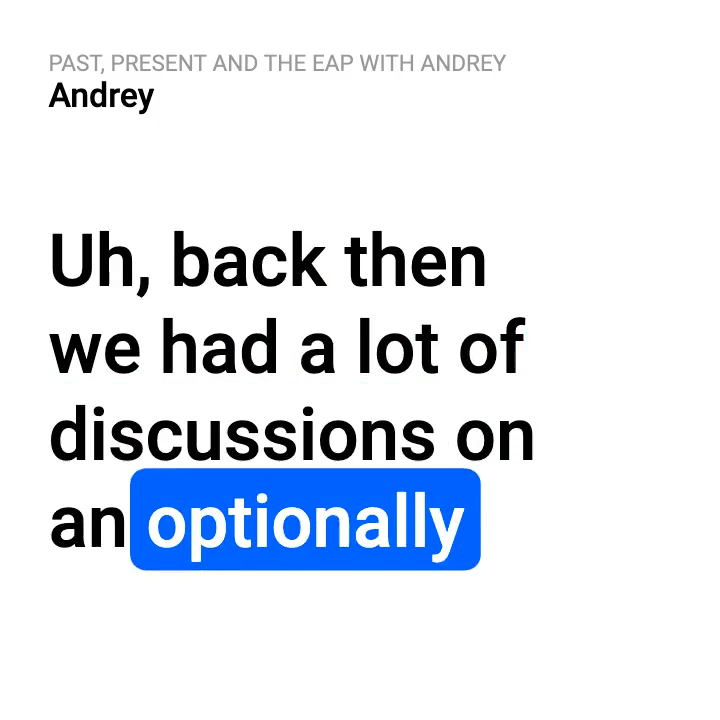 PAST, PRESENT AND THE EAP WITH ANDREY
Andrey
Uh, back then
we had a lot of
discussions on
an optionally